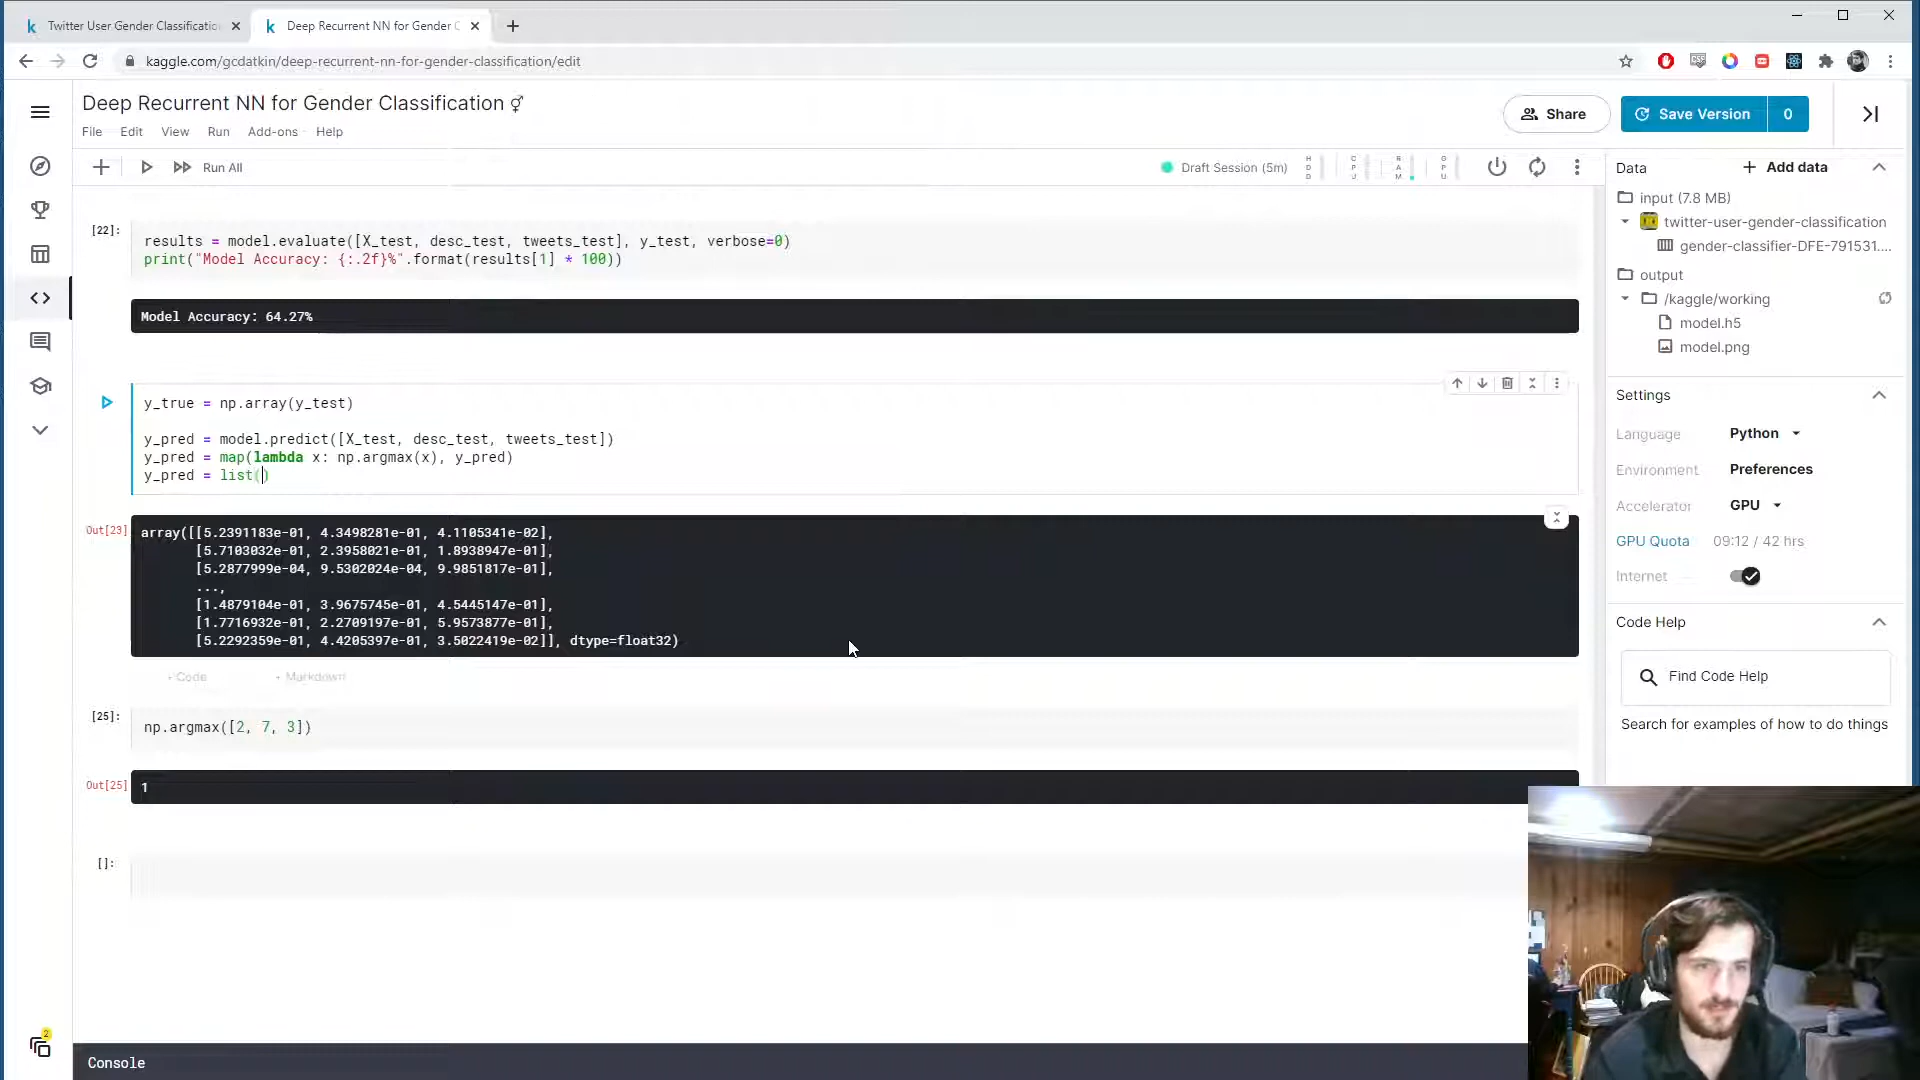 Twitter User Gender Classificatio
Deep Recurrent NN for Gender C
kaggle.com/gcdatkin/deep-recurrent-nn-for-gender-classification/edit
Deep Recurrent NN for Gender Classification ⚥
File Edit View Run Add-ons Help
Share
Save Version 0
Run All
Draft Session (5m)
HDD
CPU
RAM
GPU
[22]:
results = model.evaluate([X_test, desc_test, tweets_test], y_test, verbose=0)
print("Model Accuracy: {:.2f}%".format(results[1] * 100))
Model Accuracy: 64.27%
y_true = np.array(y_test)
y_pred = model.predict([X_test, desc_test, tweets_test])
y_pred = map(lambda x: np.argmax(x), y_pred)
y_pred = list()
Out[23]
array([[5.2391183e-01, 4.3498281e-01, 4.1105341e-02],
[5.7103032e-01, 2.3958021e-01, 1.8938947e-01],
[5.2877999e-04, 9.5302024e-04, 9.9851817e-01],
...,
[1.4879104e-01, 3.9675745e-01, 4.5445147e-01],
[1.7716932e-01, 2.2709197e-01, 5.9573877e-01],
[5.2292359e-01, 4.4205397e-01, 3.5022419e-02]], dtype=float32)
+ Code + Markdown
[25]:
np.argmax([2, 7, 3])
Out[25]
1
[]:
Console
2
Data
+ Add data
input (7.8 MB)
twitter-user-gender-classification
gender-classifier-DFE-791531....
output
/kaggle/working
model.h5
model.png
Settings
Language Python
Environment Preferences
Accelerator GPU
GPU Quota 09:12 / 42 hrs
Internet
Code Help
Find Code Help
Search for examples of how to do things